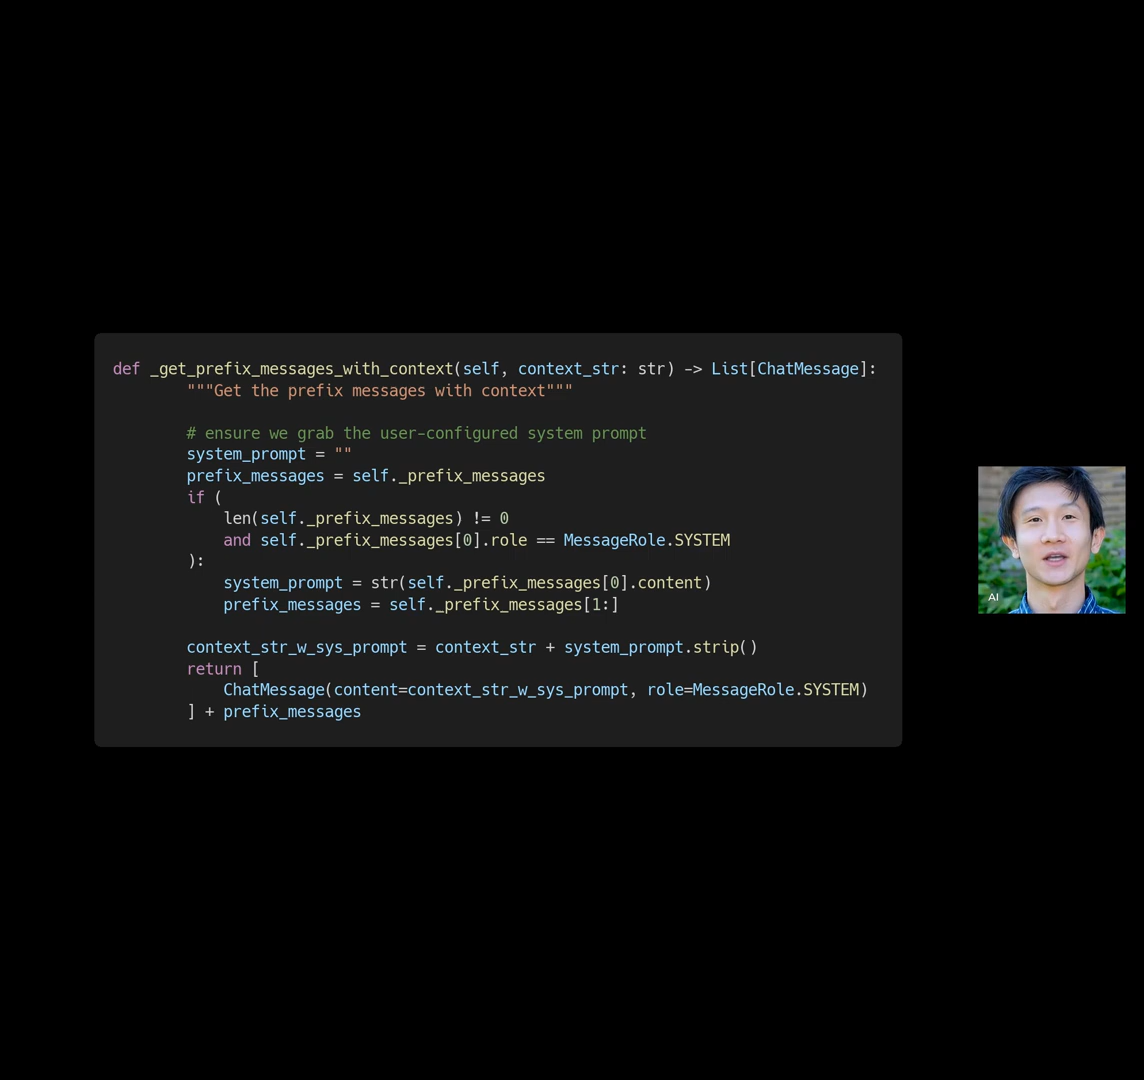 def _get_prefix_messages_with_context(self, context_str: str) -> List[ChatMessage]:
"""Get the prefix messages with context"""
# ensure we grab the user-configured system prompt
system_prompt = ""
prefix_messages = self._prefix_messages
if (
len(self._prefix_messages) != 0
and self._prefix_messages[0].role == MessageRole.SYSTEM
):
system_prompt = str(self._prefix_messages[0].content)
prefix_messages = self._prefix_messages[1:]
context_str_w_sys_prompt = context_str + system_prompt.strip()
return [
ChatMessage(content=context_str_w_sys_prompt, role=MessageRole.SYSTEM)
] + prefix_messages
AI